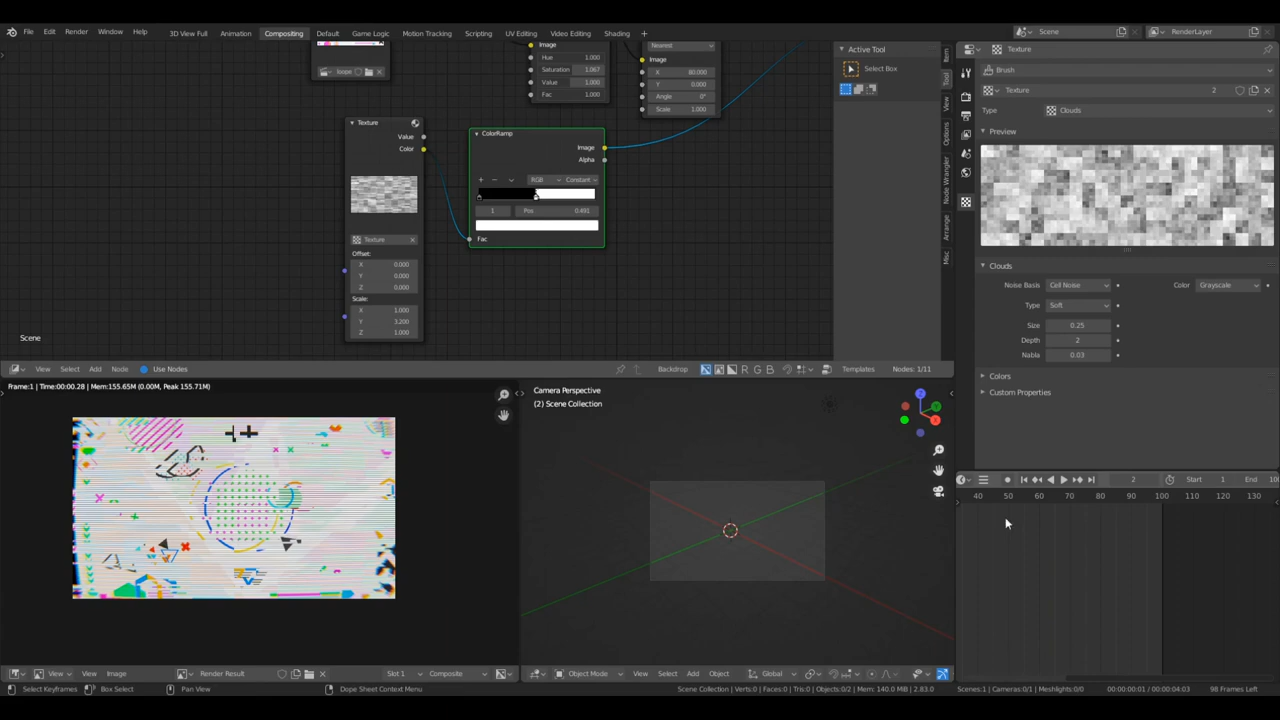 File Edit Render Window Help 3D View Full Animation Compositing Default Game Logic Motion Tracking Scripting UV Editing Video Editing Shading + Scene RenderLayer
Image
Hue 1.000
Saturation 1.067
Value 1.000
Fac 1.000
loope
Nearest
Image
X 80.000
Y 0.000
Angle 0°
Scale 1.000
Texture
Value
Color
Texture
Offset:
X 0.000
Y 0.000
Z 0.000
Scale:
X 1.000
Y 3.200
Z 1.000
ColorRamp
Image
Alpha
RGB Constant
1 Pos 0.491
Fac
Scene
Active Tool
Select Box
Item
Tool
View
Options
Node Wrangler
Arrange
Misc
Texture
Brush
Texture 2
Type Clouds
Preview
Clouds
Noise Basis Cell Noise Color Grayscale
Type Soft
Size 0.25
Depth 2
Nabla 0.03
Colors
Custom Properties
View Select Add Node Use Nodes Backdrop R G B Templates Nodes: 1/11
Frame:1 | Time:00:00.28 | Mem:155.65M (0.00M, Peak 155.71M)
Camera Perspective
(2) Scene Collection
Z
Y
X
2 Start 1 End 10
40 50 60 70 80 90 100 110 120 130
View View Image Render Result Slot 1 Composite
Object Mode View Select Add Object Global
Select Keyframes Box Select Pan View Dope Sheet Context Menu Scene Collection | Verts:0 | Faces:0 | Tris:0 | Objects:0/2 | Mem: 140.0 MiB | 2.83.0 Scenes:1 | Cameras:0/1 | Meshlights:0/0 00:00:00:01 / 00:00:04:03 98 Frames Left